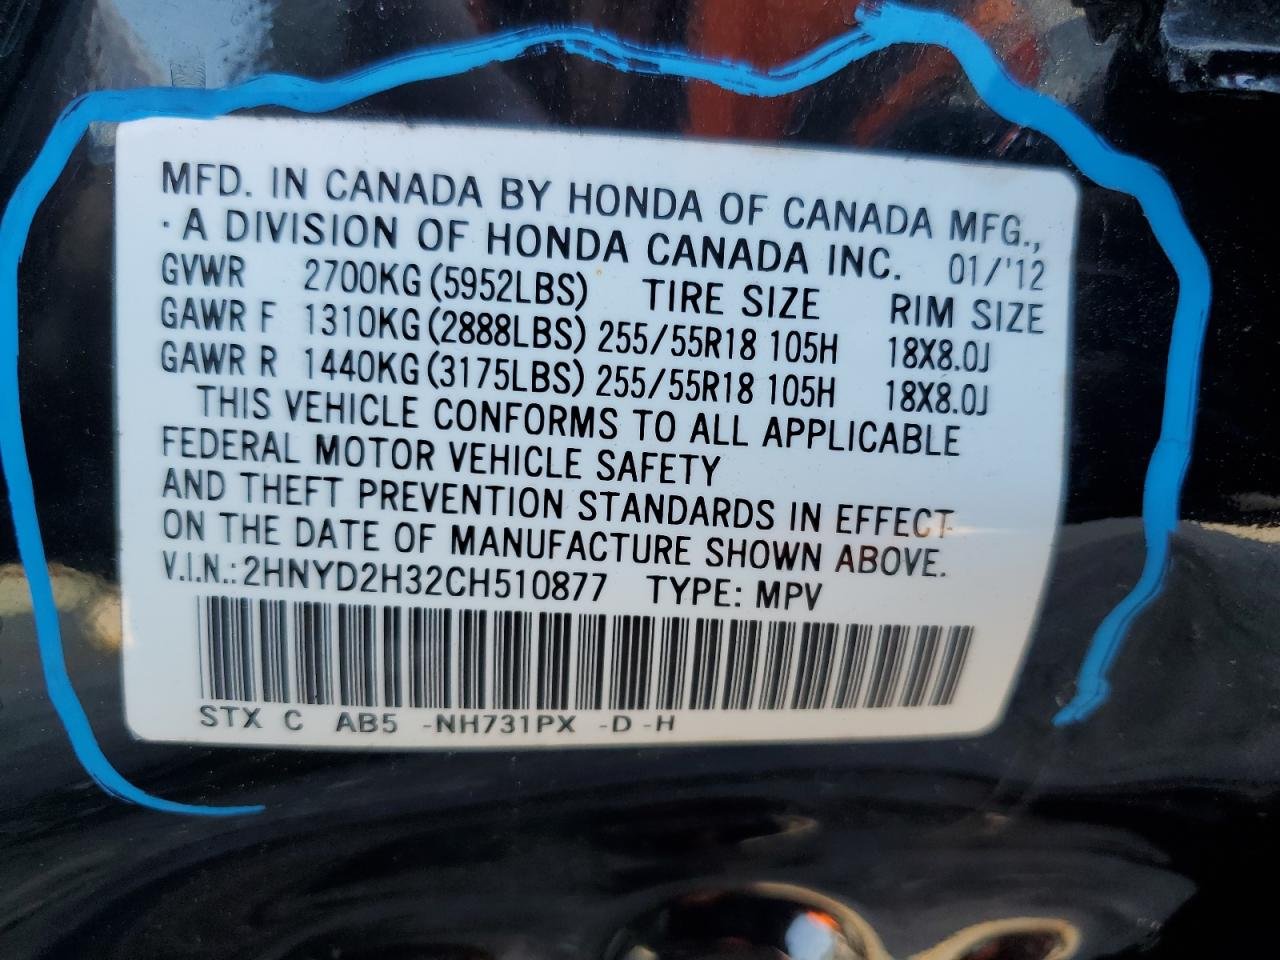 MFD. IN CANADA BY HONDA OF CANADA MFG.,
· A DIVISION OF HONDA CANADA INC. 01/'12
GVWR 2700KG (5952LBS) TIRE SIZE RIM SIZE
GAWR F 1310KG (2888LBS) 255/55R18 105H 18X8.0J
GAWR R 1440KG (3175LBS) 255/55R18 105H 18X8.0J
THIS VEHICLE CONFORMS TO ALL APPLICABLE
FEDERAL MOTOR VEHICLE SAFETY
AND THEFT PREVENTION STANDARDS IN EFFECT
ON THE DATE OF MANUFACTURE SHOWN ABOVE.
V.I.N.: 2HNYD2H32CH510877 TYPE: MPV
STX C AB5 -NH731PX -D -H